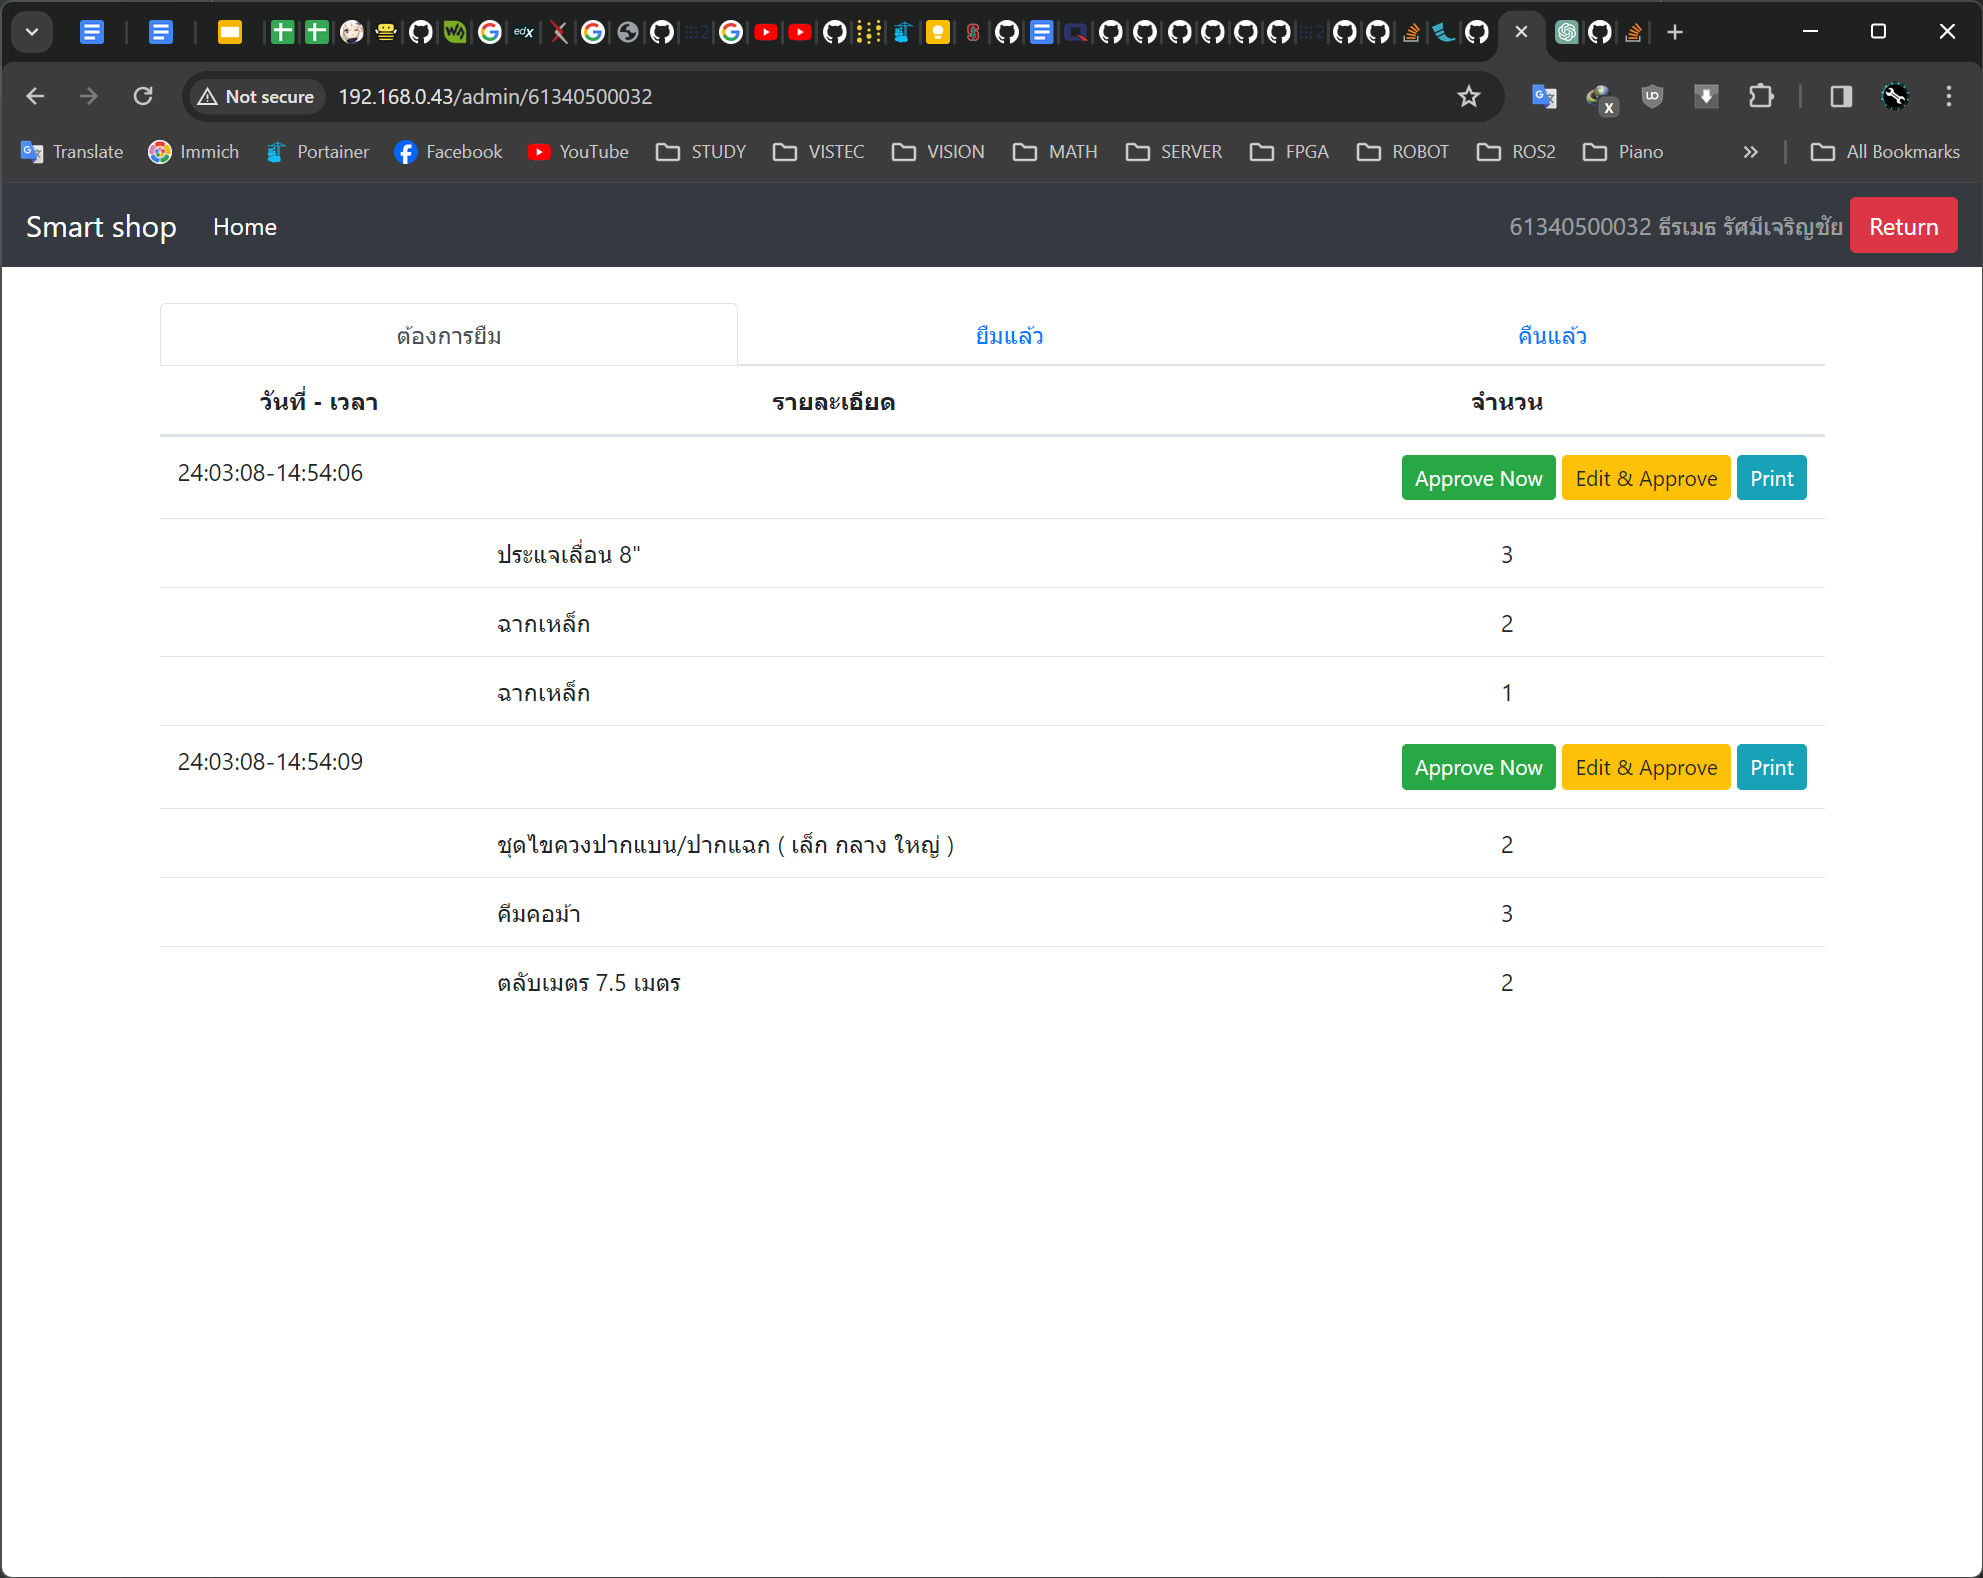 edX
Not secure 192.168.0.43/admin/61340500032
Translate Immich Portainer Facebook YouTube STUDY VISTEC VISION MATH SERVER FPGA ROBOT ROS2 Piano » All Bookmarks
Smart shop Home 61340500032 ธีรเมธ รัศมีเจริญชัย Return
ต้องการยืม ยืมแล้ว คืนแล้ว
วันที่ - เวลา รายละเอียด จำนวน
24:03:08-14:54:06 Approve Now Edit & Approve Print
ประแจเลื่อน 8" 3
ฉากเหล็ก 2
ฉากเหล็ก 1
24:03:08-14:54:09 Approve Now Edit & Approve Print
ชุดไขควงปากแบน/ปากแฉก ( เล็ก กลาง ใหญ่ ) 2
คีมคอม้า 3
ตลับเมตร 7.5 เมตร 2